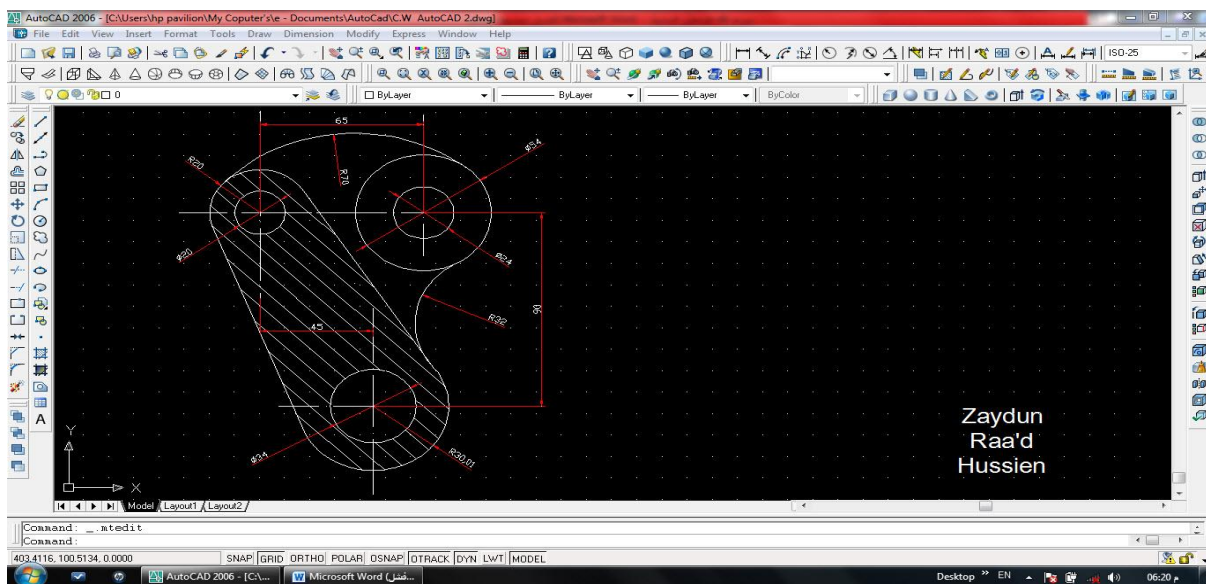 AutoCAD 2006 - [C:\Users\hp pavilion\My Coputer's\e - Documents\AutoCad\C.W AutoCAD 2.dwg]
File Edit View Insert Format Tools Draw Dimension Modify Express Window Help
ISO-25
0 ByLayer ByLayer ByLayer ByColor
65
Ø54
R20
R70
Ø20
Ø24
R32
90
45
Ø34
R30,01
Zaydun
Raa'd
Hussien
Y
X
A
Model Layout1 Layout2
Command: _.mtedit
Command:
403.4116, 100.5134, 0.0000 SNAP GRID ORTHO POLAR OSNAP OTRACK DYN LWT MODEL
AutoCAD 2006 - [C:\... Microsoft Word (فشل... Desktop » EN 06:20 م